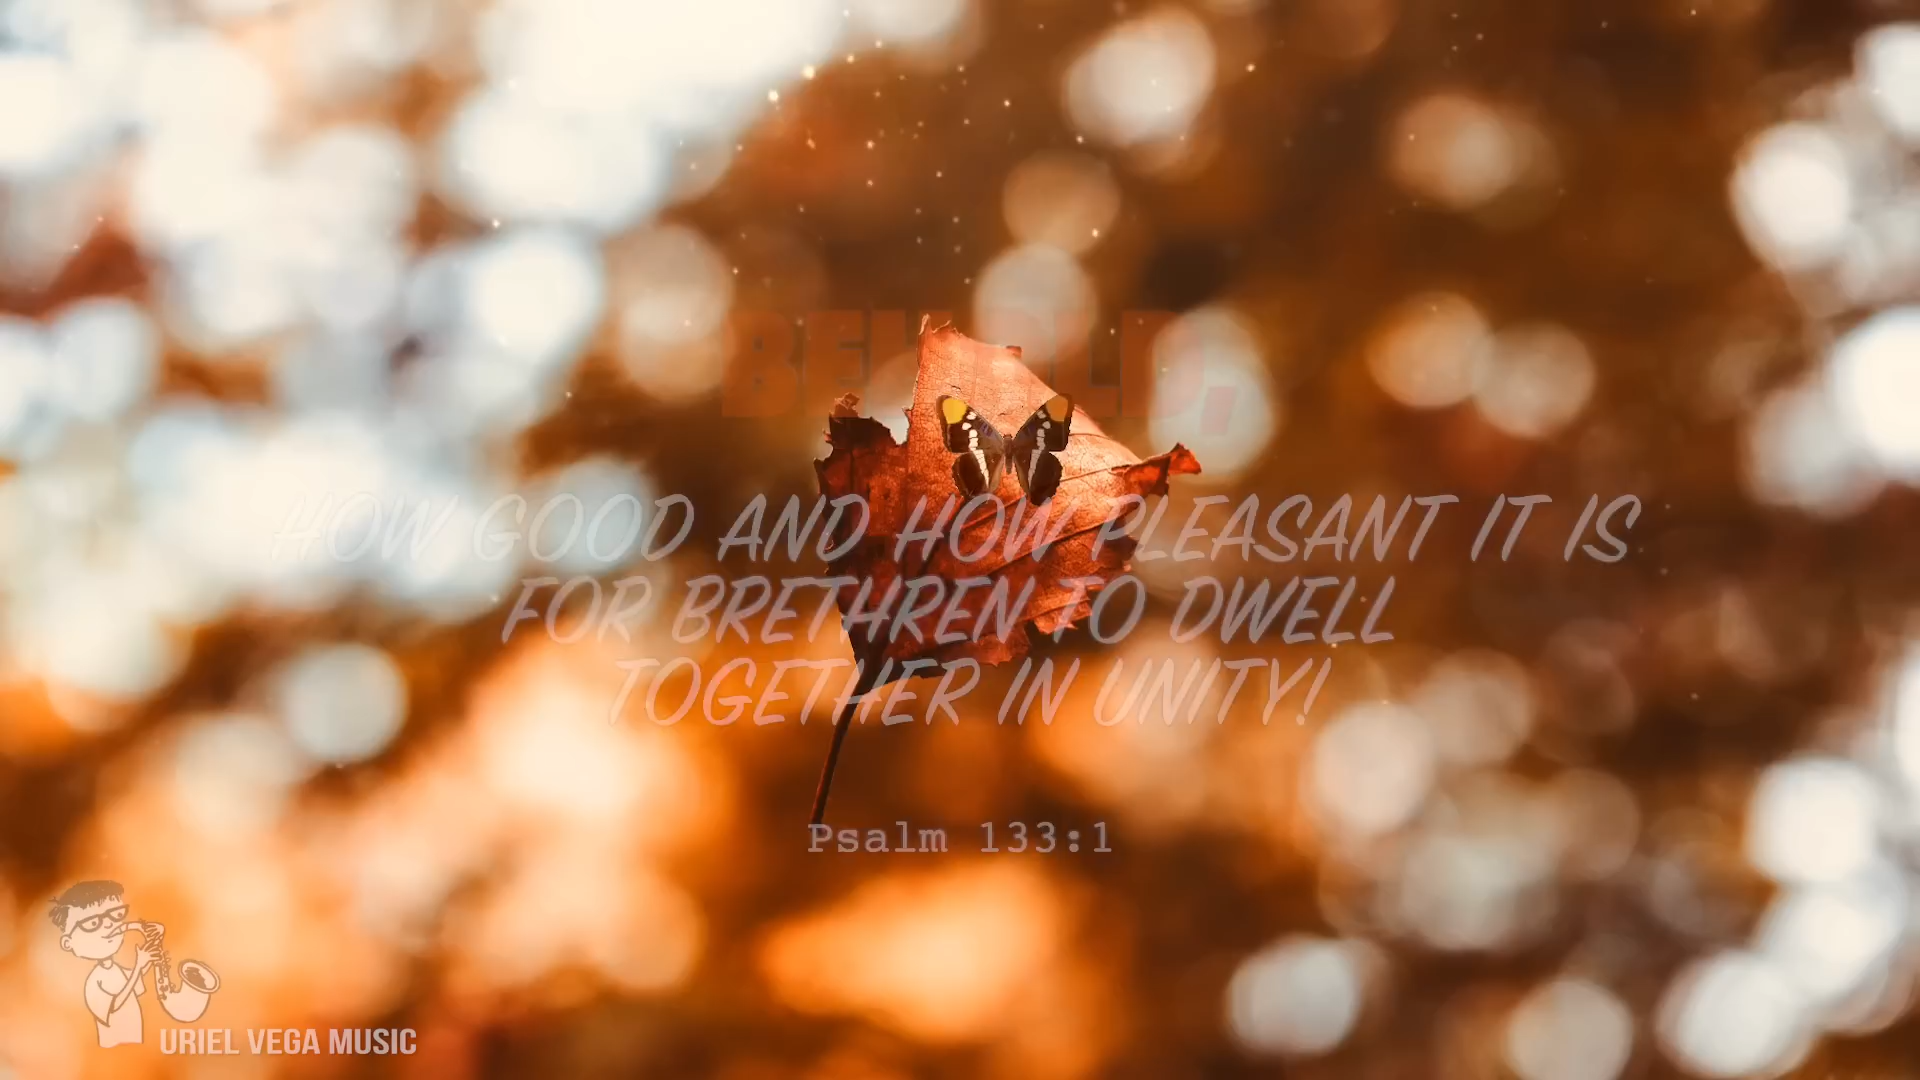 BEHOLD,
HOW GOOD AND HOW PLEASANT IT IS
FOR BRETHREN TO DWELL
TOGETHER IN UNITY!
Psalm 133:1
URIEL VEGA MUSIC